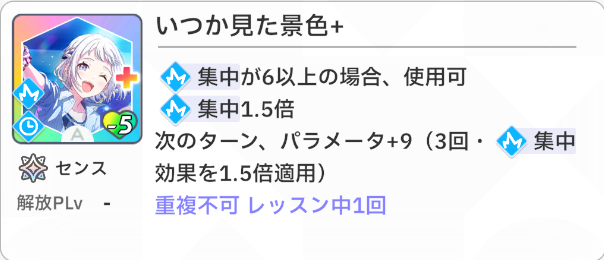 いつか見た景色+
集中が6以上の場合、使用可
集中1.5倍
次のターン、パラメータ+9（3回・集中
効果を1.5倍適用）
重複不可 レッスン中1回
A
-5
センス
解放PLv -